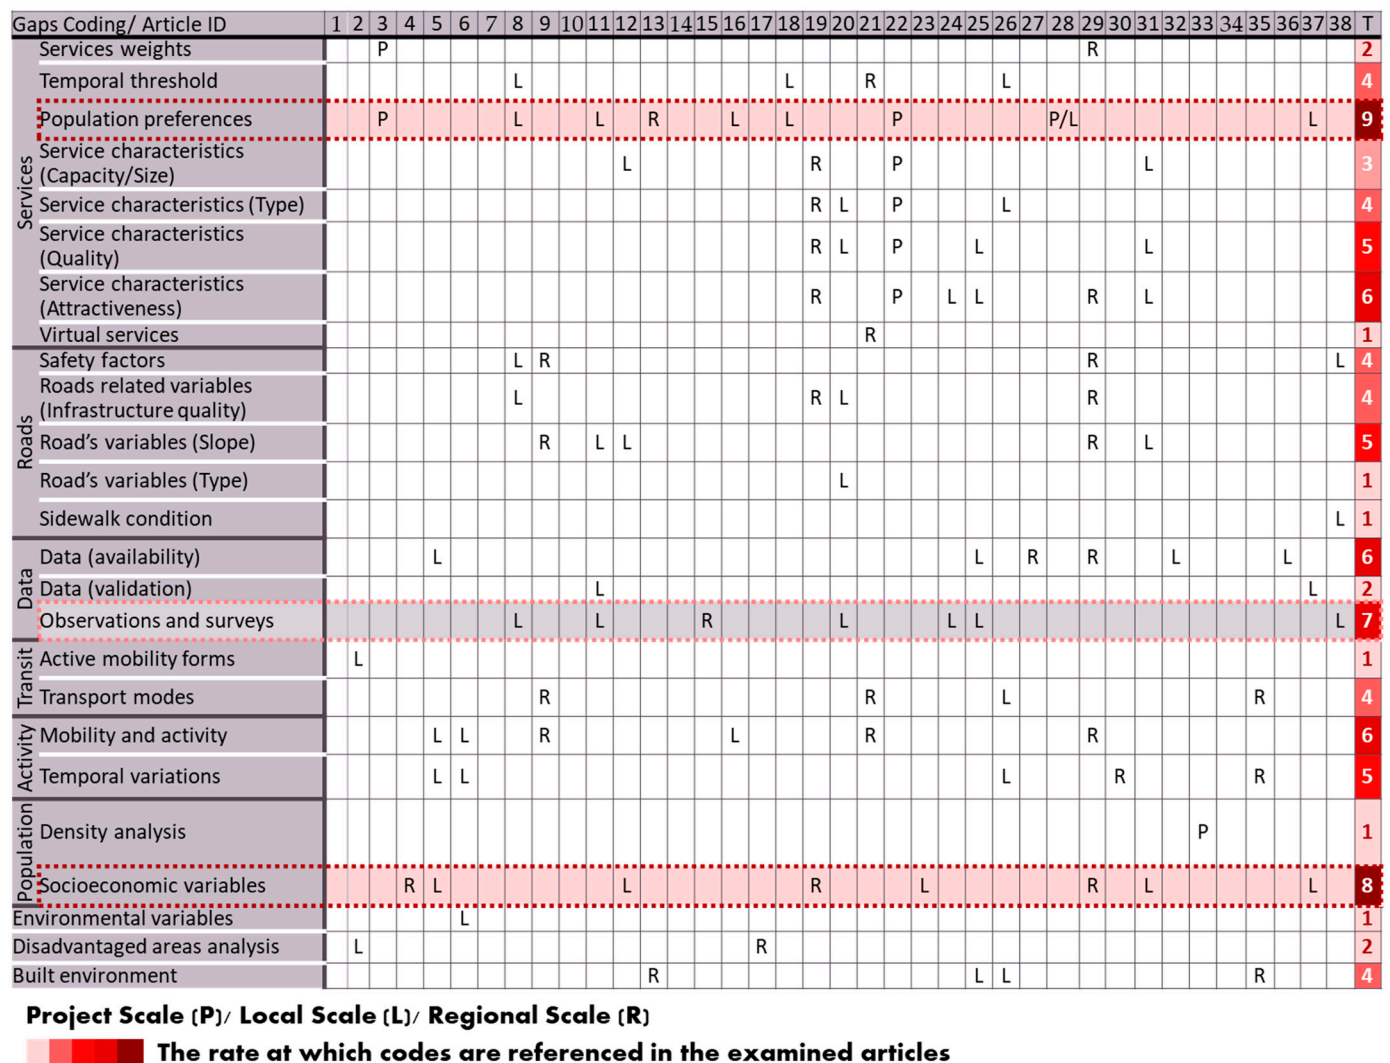 Gaps Coding/ Article ID 1 2 3 4 5 6 7 8 9 10 11 12 13 14 15 16 17 18 19 20 21 22 23 24 25 26 27 28 29 30 31 32 33 34 35 36 37 38 T
Services
Services weights P R 2
Temporal threshold L L R L 4
Population preferences P L L R L L P P/L L 9
Service characteristics
(Capacity/Size) L R P L 3
Service characteristics (Type) R L P L 4
Service characteristics
(Quality) R L P L L 5
Service characteristics
(Attractiveness) R P L L R L 6
Virtual services R 1
Roads
Safety factors L R R L 4
Roads related variables
(Infrastructure quality) L R L R 4
Road's variables (Slope) R L L R L 5
Road's variables (Type) L 1
Sidewalk condition L 1
Data
Data (availability) L L R R L L 6
Data (validation) L L 2
Observations and surveys L L R L L L L 7
Transit
Active mobility forms L 1
Transport modes R R L R 4
Activity
Mobility and activity L L R L R R 6
Temporal variations L L L R R 5
Population
Density analysis P 1
Socioeconomic variables R L L R L R L L 8
Environmental variables L 1
Disadvantaged areas analysis L R 2
Built environment R L L R 4
Project Scale (P)/ Local Scale (L)/ Regional Scale (R)
The rate at which codes are referenced in the examined articles